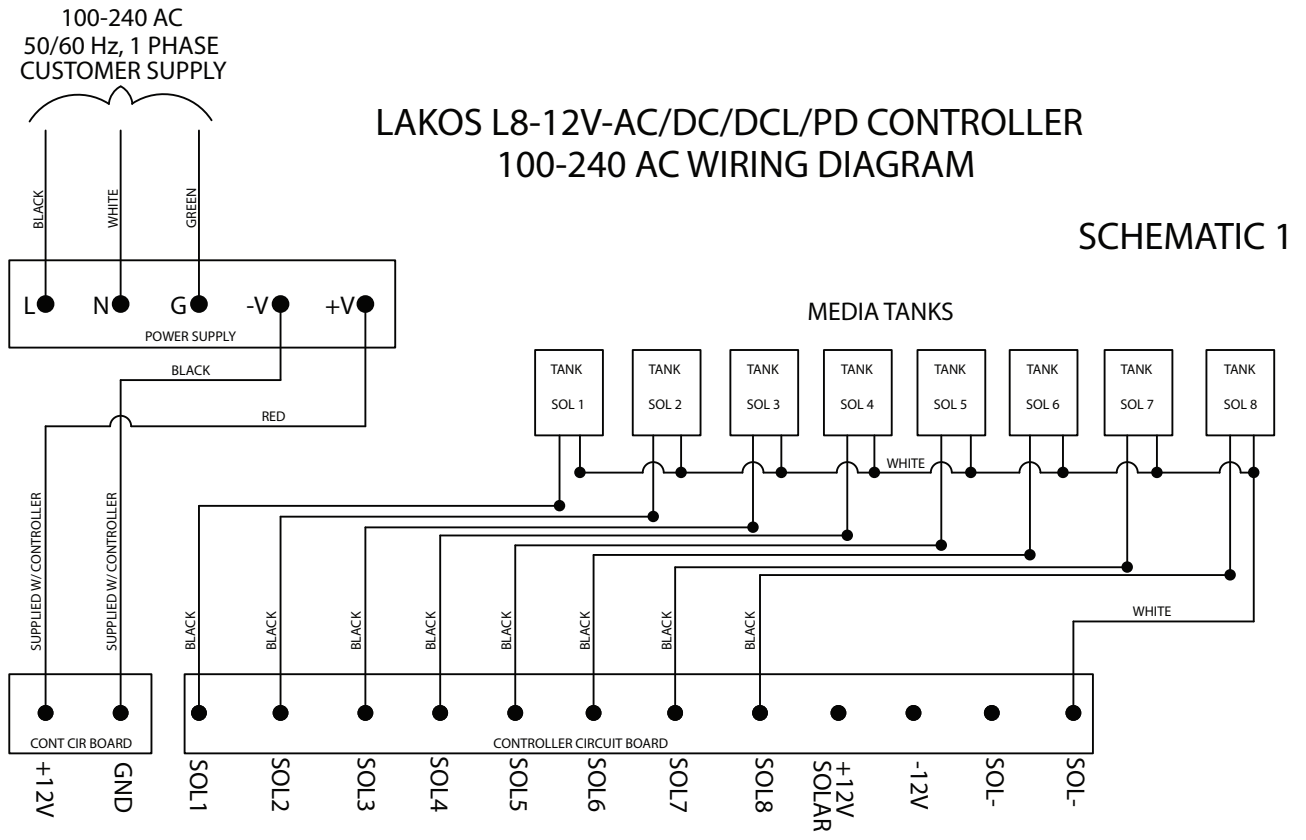 100-240 AC
50/60 Hz, 1 PHASE
CUSTOMER SUPPLY
LAKOS L8-12V-AC/DC/DCL/PD CONTROLLER
100-240 AC WIRING DIAGRAM
SCHEMATIC 1
BLACK
WHITE
GREEN
L
N
G
-V
+V
POWER SUPPLY
BLACK
RED
MEDIA TANKS
TANK
SOL 1
TANK
SOL 2
TANK
SOL 3
TANK
SOL 4
TANK
SOL 5
TANK
SOL 6
TANK
SOL 7
TANK
SOL 8
WHITE
SUPPLIED W/ CONTROLLER
SUPPLIED W/ CONTROLLER
BLACK
BLACK
BLACK
BLACK
BLACK
BLACK
BLACK
BLACK
WHITE
CONT CIR BOARD
CONTROLLER CIRCUIT BOARD
+12V
GND
SOL1
SOL2
SOL3
SOL4
SOL5
SOL6
SOL7
SOL8
+12V
SOLAR
-12V
SOL-
SOL-